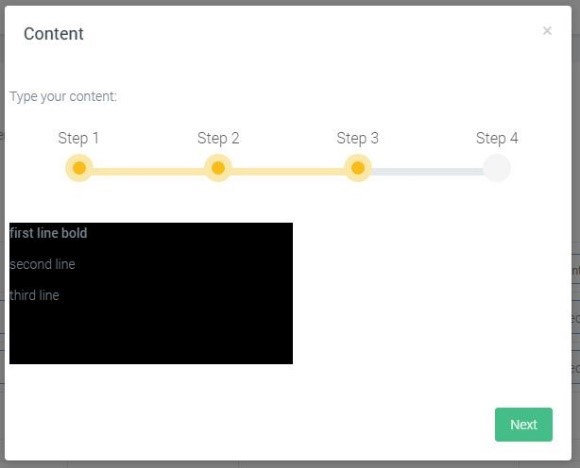 Content ×
Type your content:
Step 1 Step 2 Step 3 Step 4
first line bold
second line
third line
Next